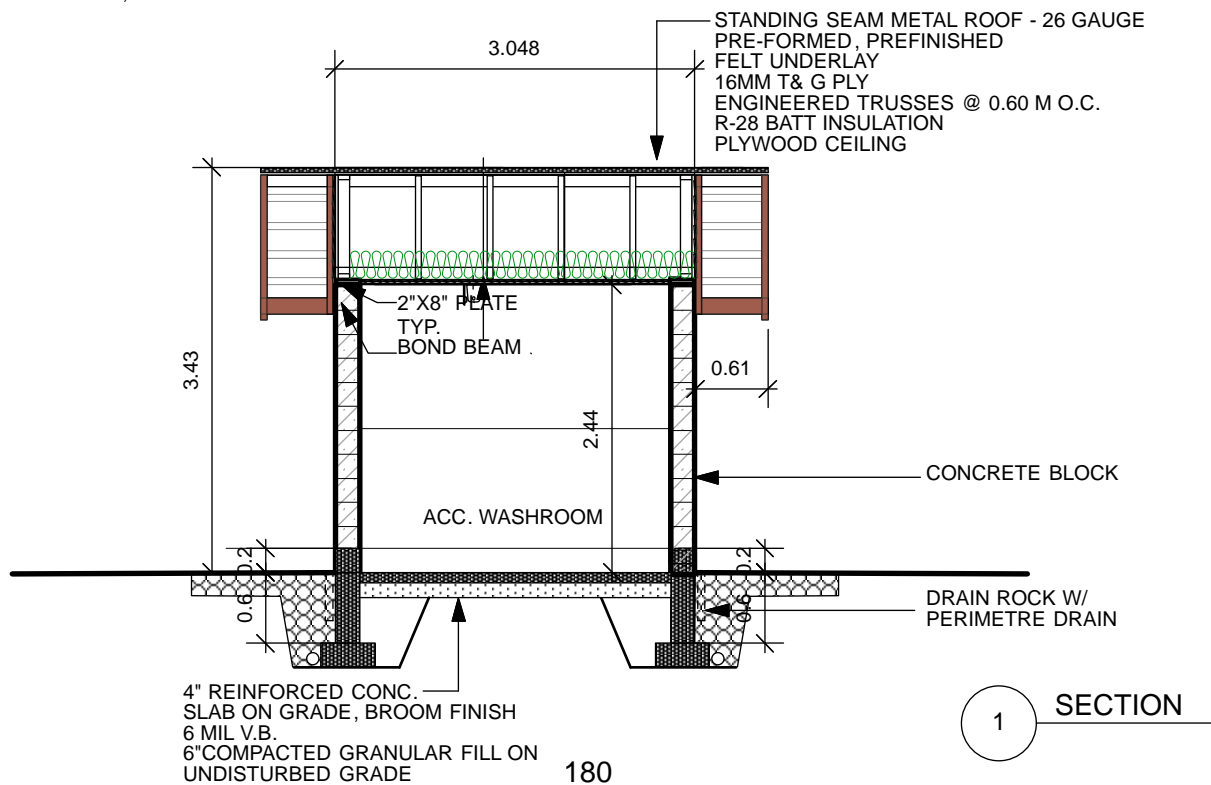 STANDING SEAM METAL ROOF - 26 GAUGE
PRE-FORMED, PREFINISHED
FELT UNDERLAY
16MM T& G PLY
ENGINEERED TRUSSES @ 0.60 M O.C.
R-28 BATT INSULATION
PLYWOOD CEILING
3.048
2"X8" PLATE
TYP.
BOND BEAM
3.43
0.61
2.44
CONCRETE BLOCK
ACC. WASHROOM
0.2
0.2
0.6
0.6
DRAIN ROCK W/
PERIMETRE DRAIN
4" REINFORCED CONC.
SLAB ON GRADE, BROOM FINISH
6 MIL V.B.
6"COMPACTED GRANULAR FILL ON
UNDISTURBED GRADE
180
1
SECTION